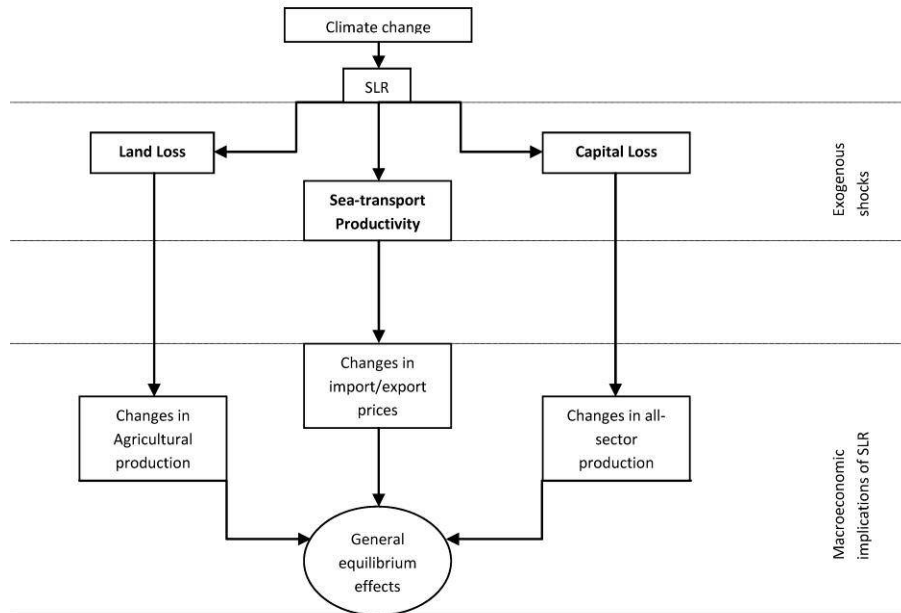 Climate change
SLR
Land Loss
Capital Loss
Sea-transport
Productivity
Exogenous
shocks
Changes in
import/export
prices
Changes in
Agricultural
production
Changes in all-
sector
production
General
equilibrium
effects
Macroeconomic
implications of SLR